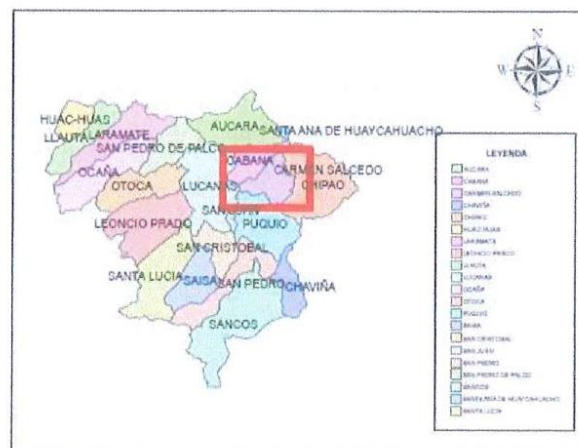 N
W E
S
HUAC-HUAS
LLAUTA
LARAMATE
AUCARA
SANTA ANA DE HUAYCAHUACHO
SAN PEDRO DE PALCO
CABANA
CARMEN SALCEDO
OCAÑA
OTOCA
LUCANAS
CHIPAO
SAN JUAN
LEONCIO PRADO
PUQUIO
SAN CRISTOBAL
SANTA LUCIA
SAISA
SAN PEDRO
CHAVIÑA
SANCOS
LEYENDA
AUCARA
CABANA
CARMEN SALCEDO
CHAVIÑA
CHIPAO
HUAC-HUAS
LARAMATE
LEONCIO PRADO
LLAUTA
LUCANAS
OCAÑA
OTOCA
PUQUIO
SAISA
SAN CRISTOBAL
SAN JUAN
SAN PEDRO
SAN PEDRO DE PALCO
SANCOS
SANTA ANA DE HUAYCAHUACHO
SANTA LUCIA